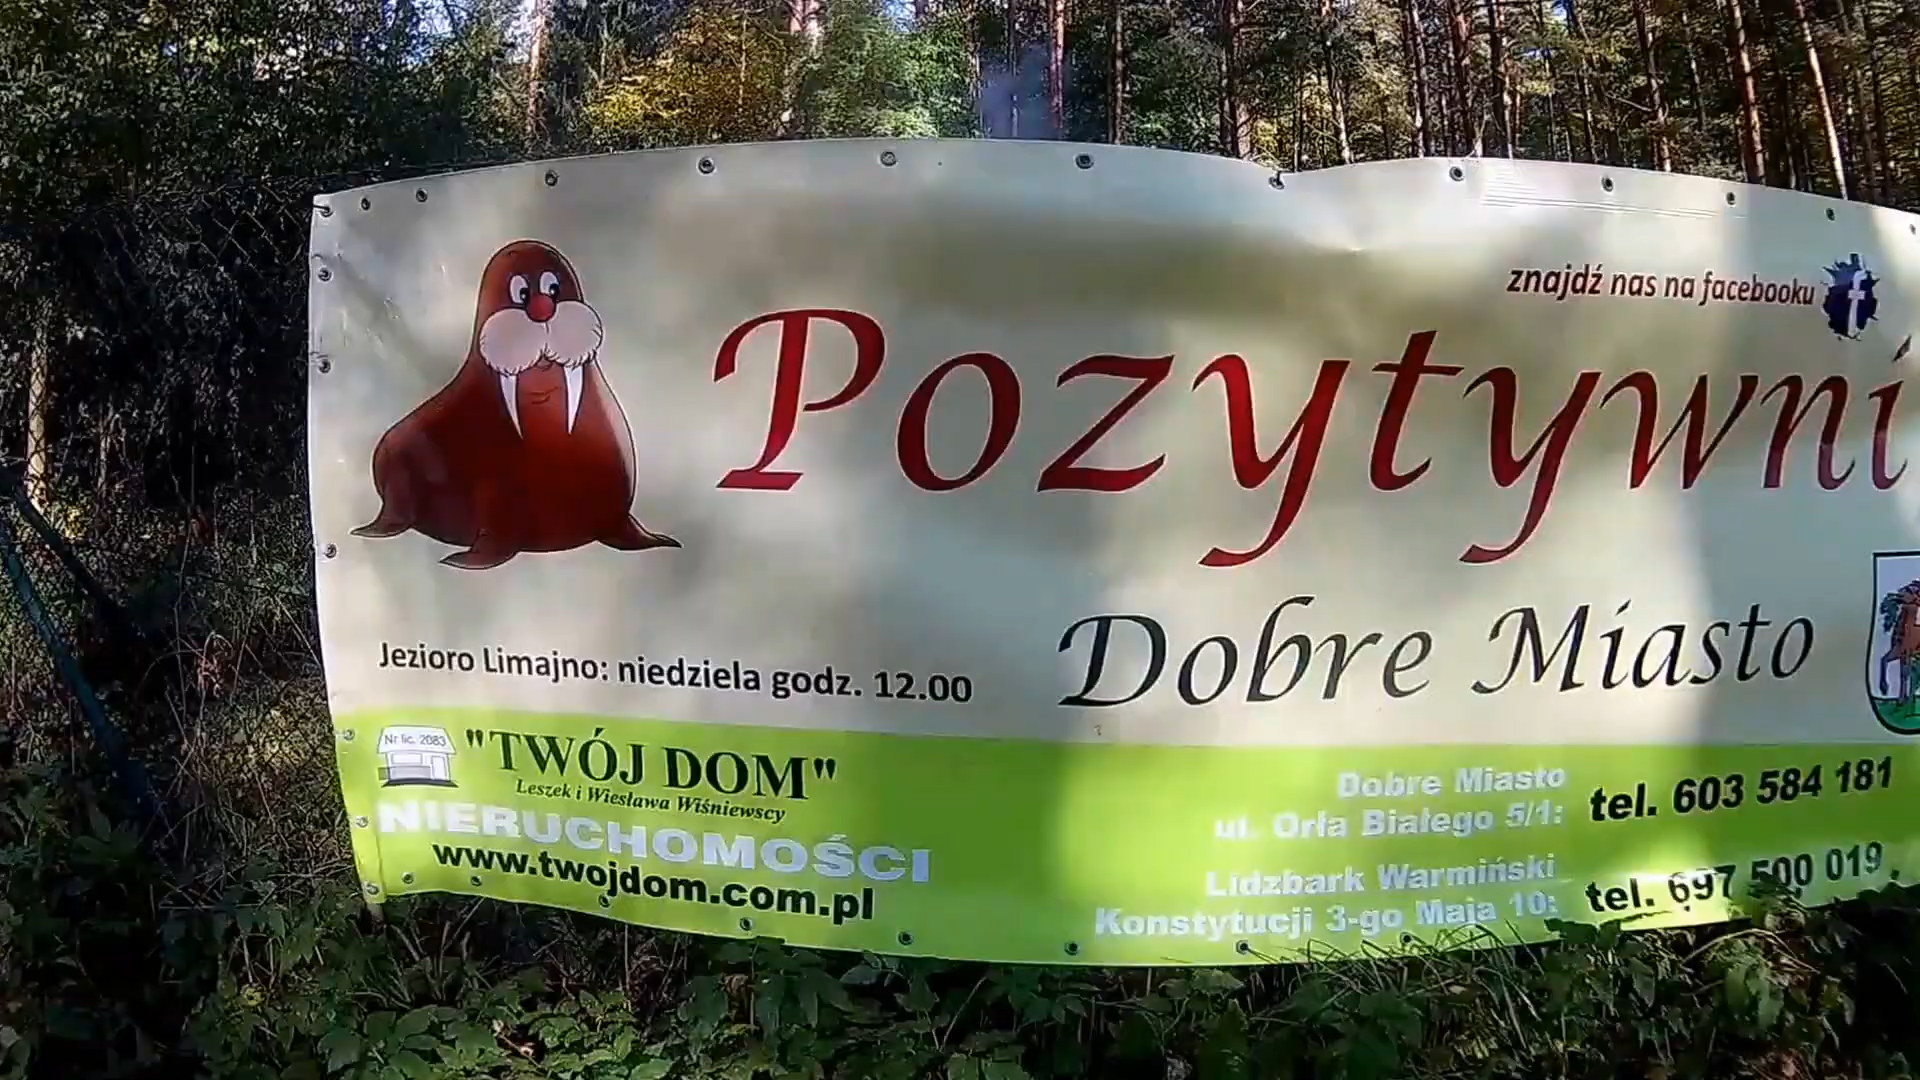 znajdź nas na facebooku
f
Pozytywni
Dobre Miasto
Jezioro Limajno: niedziela godz. 12.00
Nr lic. 2083
"TWÓJ DOM"
Leszek i Wiesława Wiśniewscy
NIERUCHOMOŚCI
www.twojdom.com.pl
Dobre Miasto
ul. Orła Białego 5/1: tel. 603 584 181
Lidzbark Warmiński
Konstytucji 3-go Maja 10: tel. 697 500 019